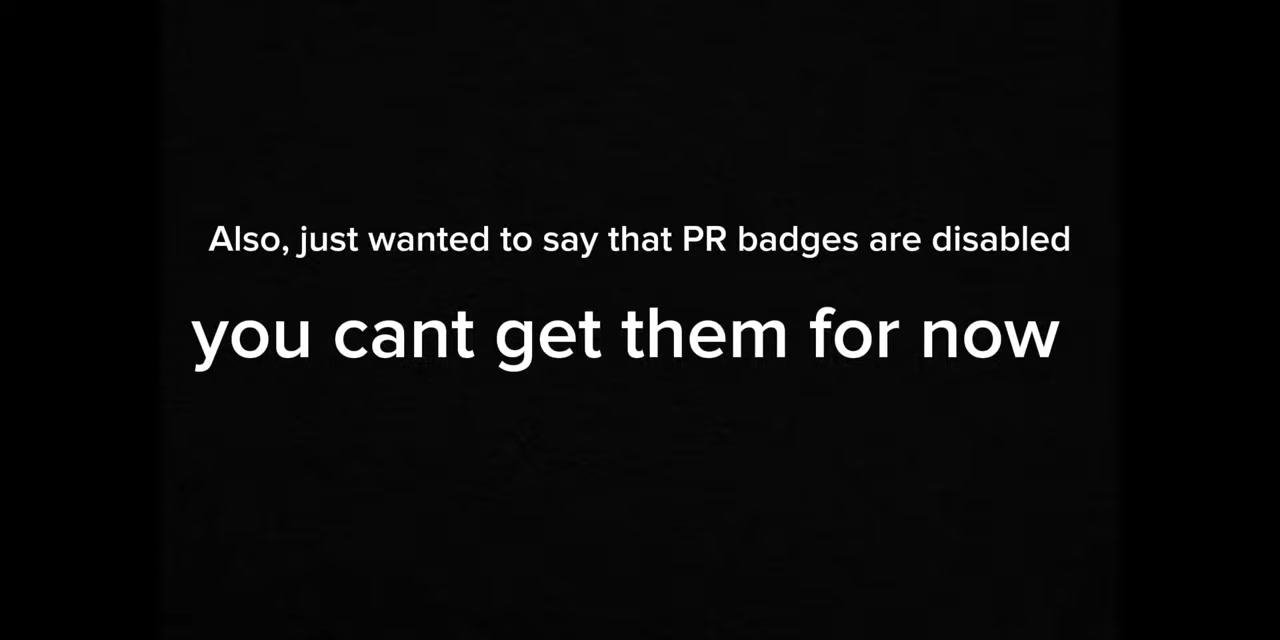 Also, just wanted to say that PR badges are disabled
you cant get them for now